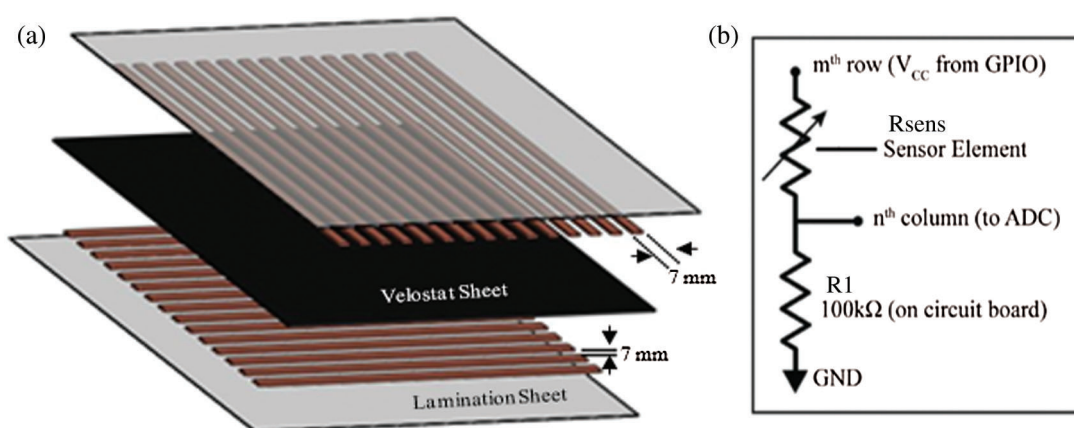 (a)
7 mm
Velostat Sheet
7 mm
Lamination Sheet
(b)
mth row (VCC from GPIO)
Rsens
Sensor Element
nth column (to ADC)
R1
100kΩ (on circuit board)
GND